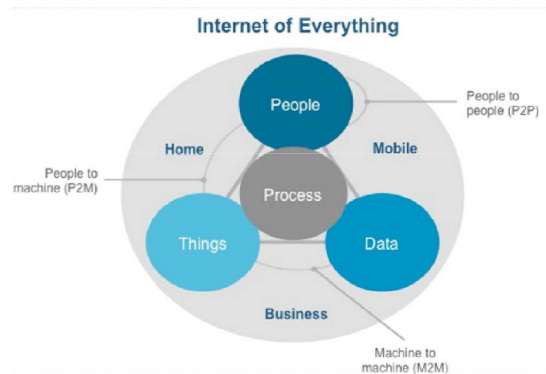 Internet of Everything
People
People to
people (P2P)
Home
Mobile
People to
machine (P2M)
Process
Things
Data
Business
Machine to
machine (M2M)